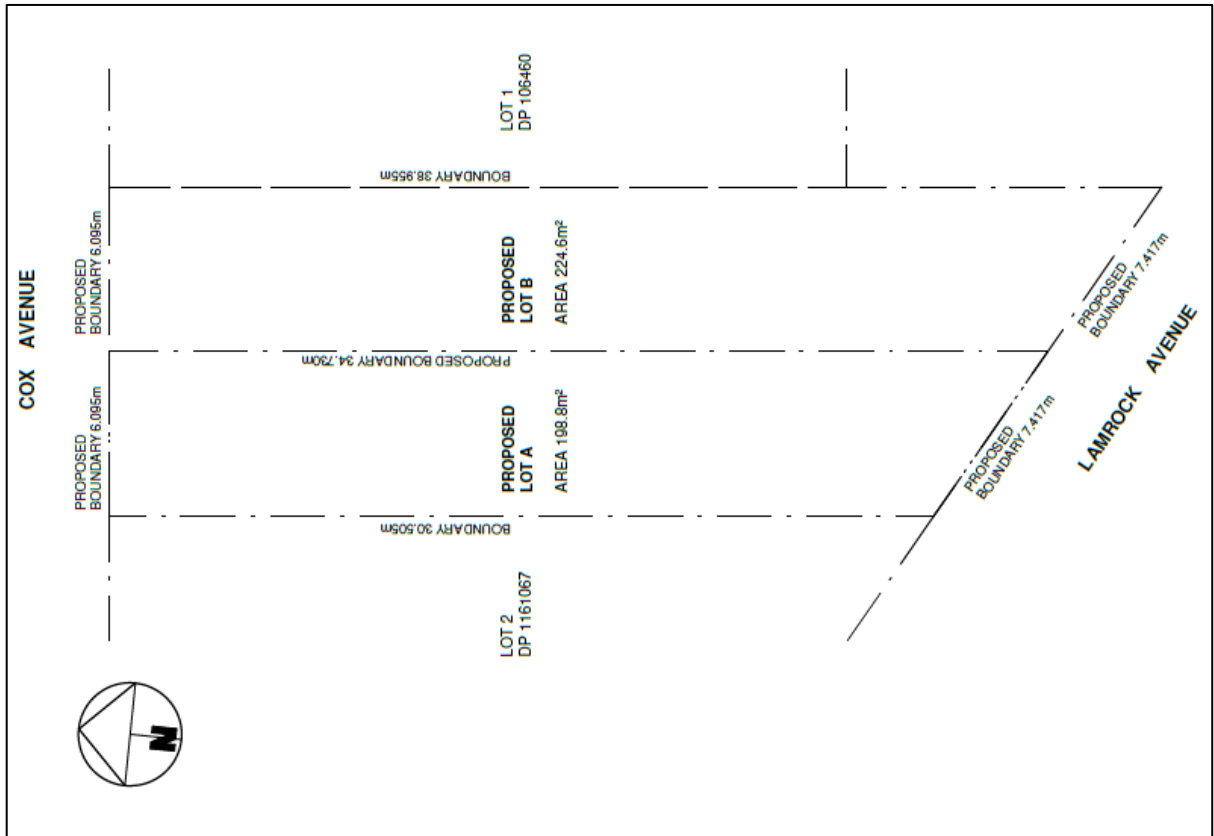 COX AVENUE
PROPOSED
BOUNDARY 6.095m
PROPOSED
BOUNDARY 6.095m
LOT 1
DP 106460
BOUNDARY 38.955m
PROPOSED
LOT B
AREA 224.6m²
PROPOSED BOUNDARY 34.730m
PROPOSED
LOT A
AREA 198.8m²
BOUNDARY 30.505m
LOT 2
DP 1161067
PROPOSED
BOUNDARY 7.417m
PROPOSED
BOUNDARY 7.417m
LAMROCK AVENUE
N